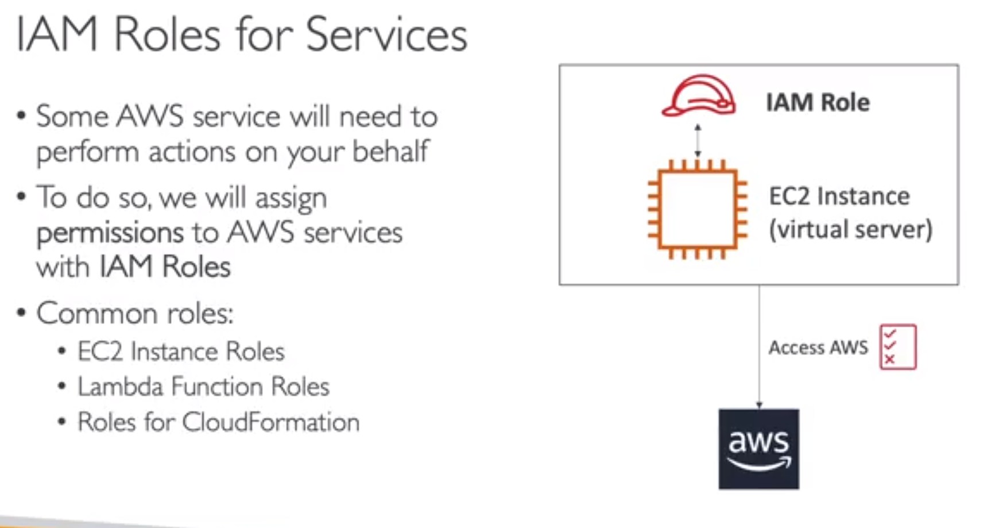 IAM Roles for Services
• Some AWS service will need to
perform actions on your behalf
• To do so, we will assign
permissions to AWS services
with IAM Roles
• Common roles:
• EC2 Instance Roles
• Lambda Function Roles
• Roles for CloudFormation
IAM Role
EC2 Instance
(virtual server)
Access AWS
aws